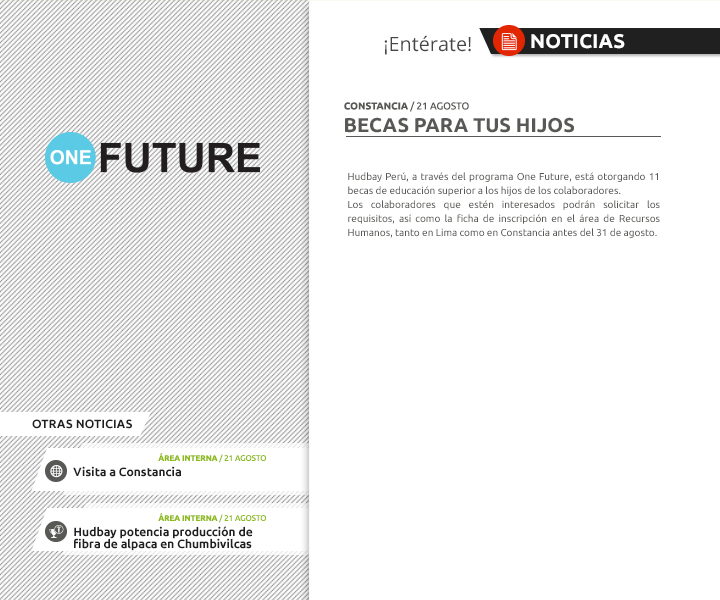 ONE FUTURE
OTRAS NOTICIAS
ÁREA INTERNA / 21 AGOSTO
Visita a Constancia
ÁREA INTERNA / 21 AGOSTO
Hudbay potencia producción de
fibra de alpaca en Chumbivilcas
¡Entérate!
NOTICIAS
CONSTANCIA / 21 AGOSTO
BECAS PARA TUS HIJOS
Hudbay Perú, a través del programa One Future, está otorgando 11
becas de educación superior a los hijos de los colaboradores.
Los colaboradores que estén interesados podrán solicitar los
requisitos, así como la ficha de inscripción en el área de Recursos
Humanos, tanto en Lima como en Constancia antes del 31 de agosto.